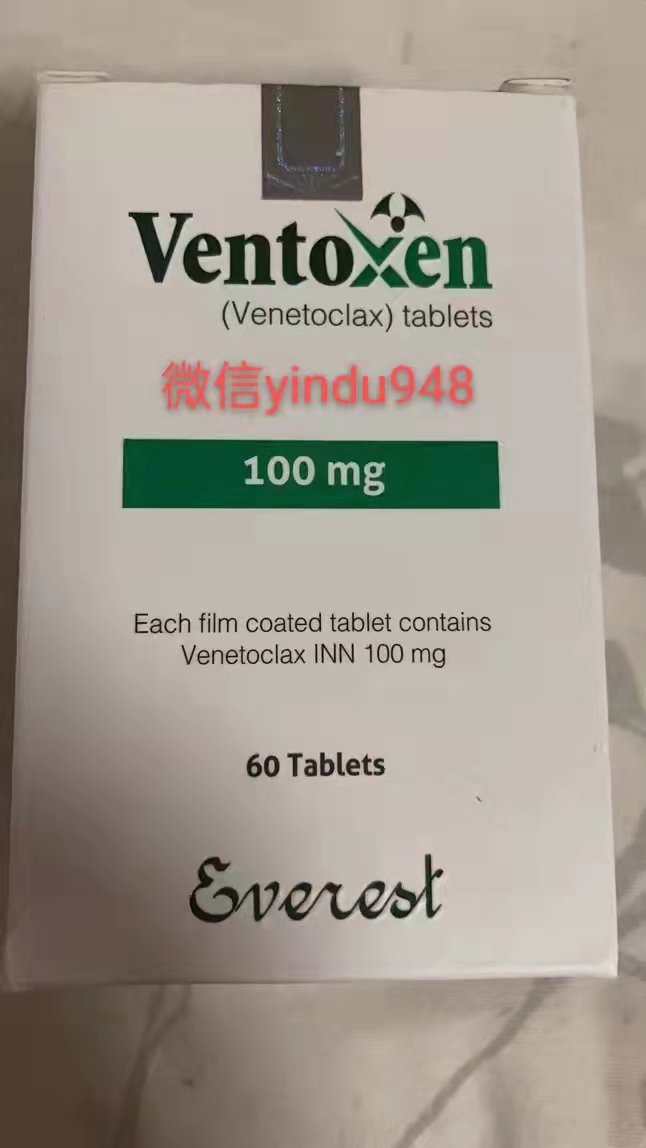 Ventoxen
(Venetoclax) tablets
微信yindu948
100 mg
Each film coated tablet contains
Venetoclax INN 100 mg
60 Tablets
Everest